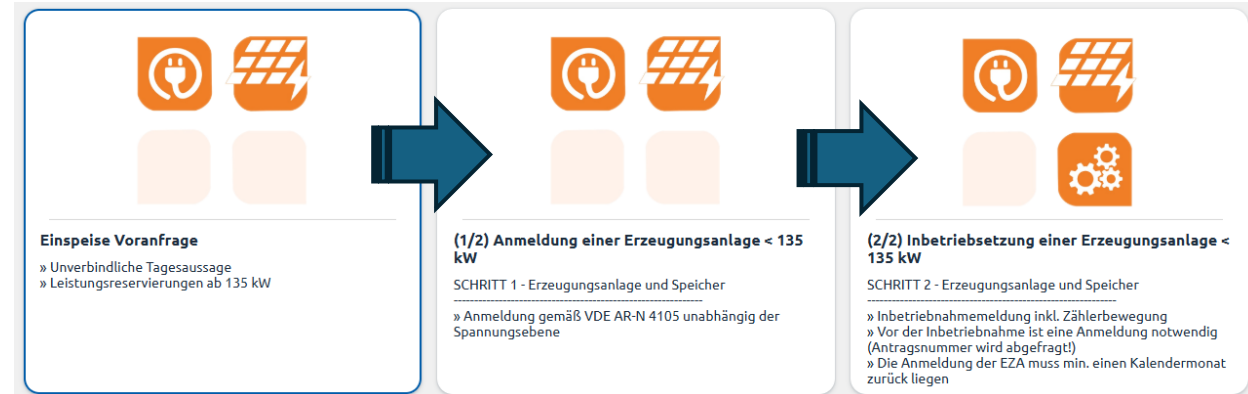 Einspeise Voranfrage
» Unverbindliche Tagesaussage
» Leistungsreservierungen ab 135 kW
(1/2) Anmeldung einer Erzeugungsanlage < 135
kW
SCHRITT 1 - Erzeugungsanlage und Speicher
------------------------------------------------------------
» Anmeldung gemäß VDE AR-N 4105 unabhängig der
Spannungsebene
(2/2) Inbetriebsetzung einer Erzeugungsanlage <
135 kW
SCHRITT 2 - Erzeugungsanlage und Speicher
------------------------------------------------------------
» Inbetriebnahmemeldung inkl. Zählerbewegung
» Vor der Inbetriebnahme ist eine Anmeldung notwendig
(Antragsnummer wird abgefragt!)
» Die Anmeldung der EZA muss min. einen Kalendermonat
zurück liegen